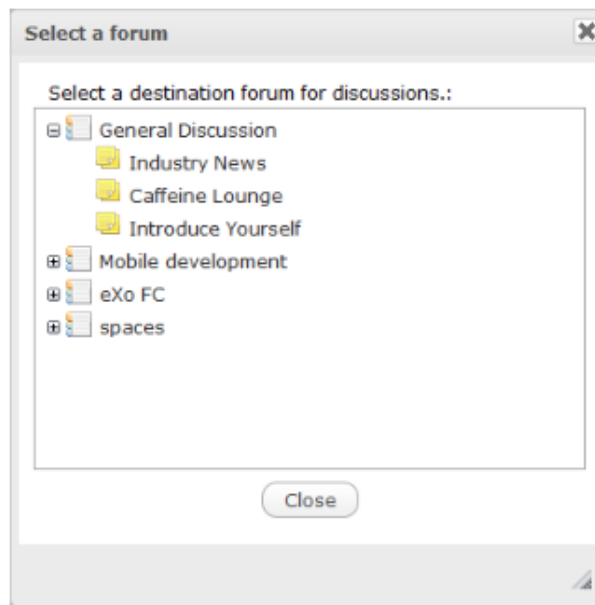 Select a forum
Select a destination forum for discussions.:
General Discussion
Industry News
Caffeine Lounge
Introduce Yourself
Mobile development
eXo FC
spaces
Close